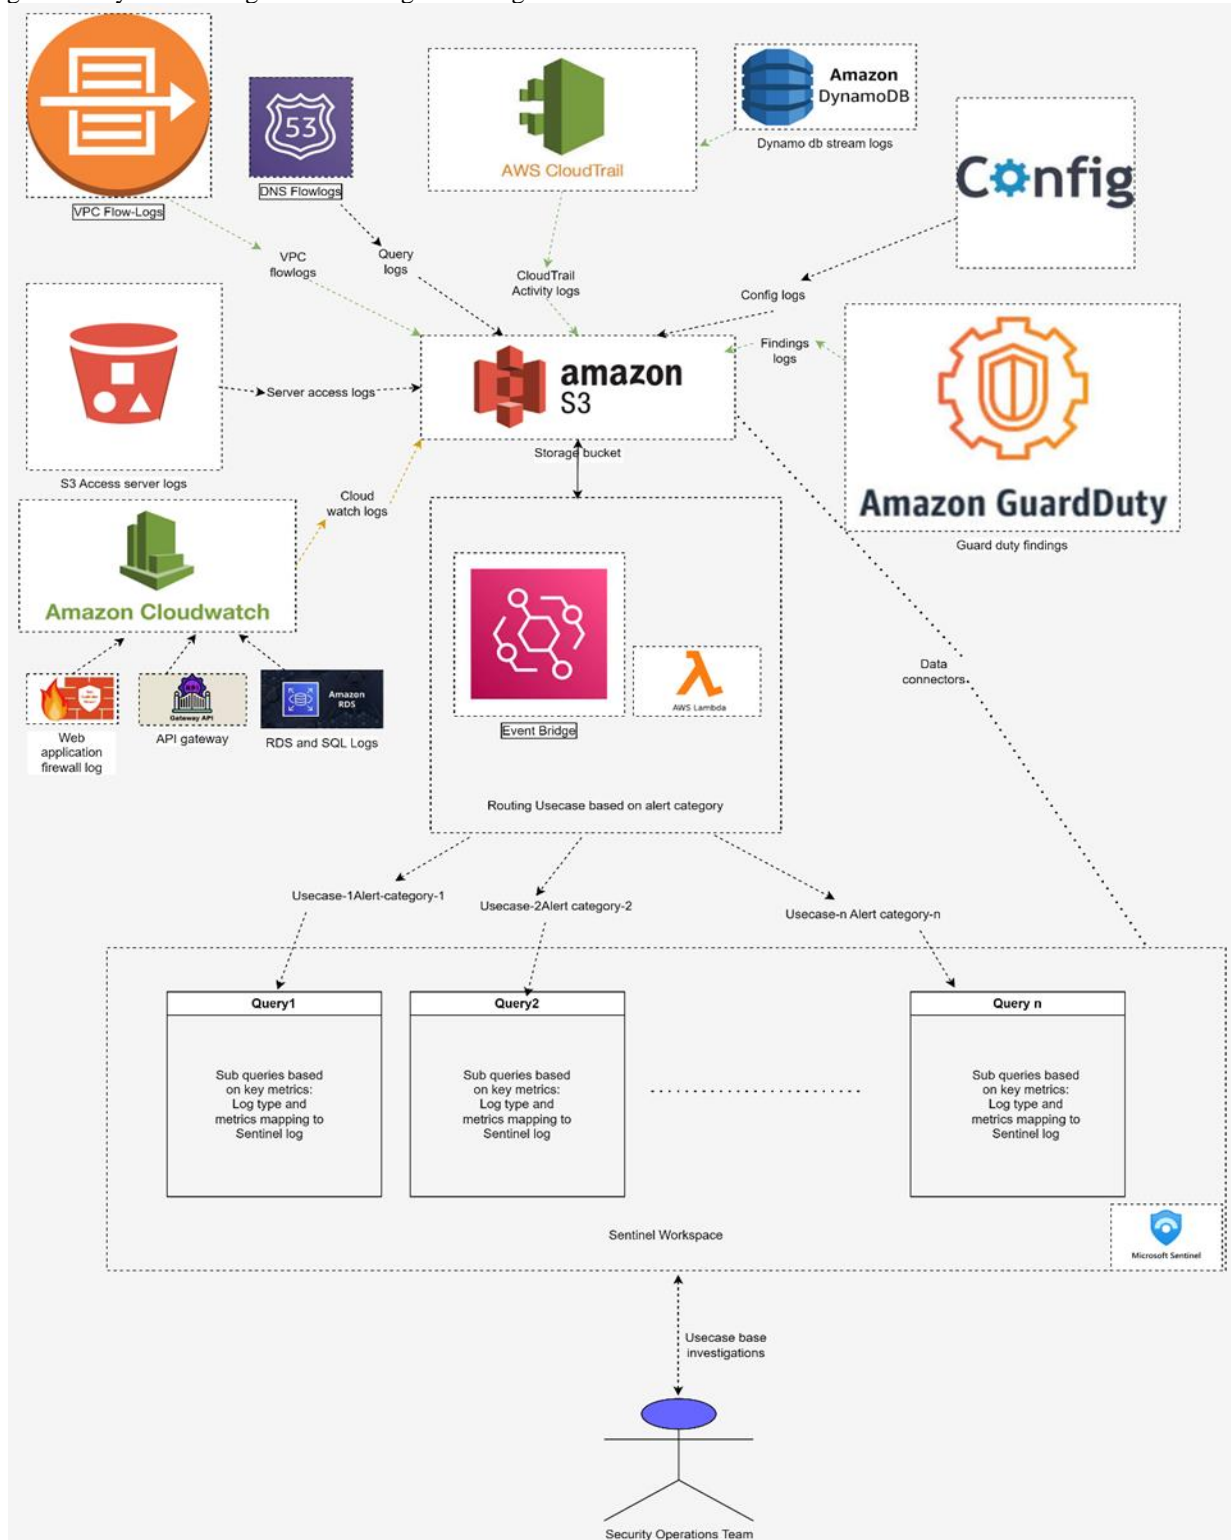 Amazon
DynamoDB
Dynamo db stream logs
53
AWS CloudTrail
Config
DNS Flowlogs
VPC Flow-Logs
VPC
flowlogs
Query
logs
CloudTrail
Activity logs
Config logs
Findings
logs
Server access logs
amazon
S3
Storage bucket
S3 Access server logs
Amazon GuardDuty
Guard duty findings
Cloud
watch logs
Amazon Cloudwatch
Web
application
firewall log
Gateway API
API gateway
Amazon
RDS
RDS and SQL Logs
Event Bridge
AWS Lambda
Data
connectors
Routing Usecase based on alert category
Usecase-1Alert-category-1
Usecase-2Alert category-2
Usecase-n Alert category-n
Query1
Sub queries based
on key metrics:
Log type and
metrics mapping to
Sentinel log
Query2
Sub queries based
on key metrics:
Log type and
metrics mapping to
Sentinel log
Query n
Sub queries based
on key metrics:
Log type and
metrics mapping to
Sentinel log
Sentinel Workspace
Microsoft Sentinel
Usecase base
investigations
Security Operations Team